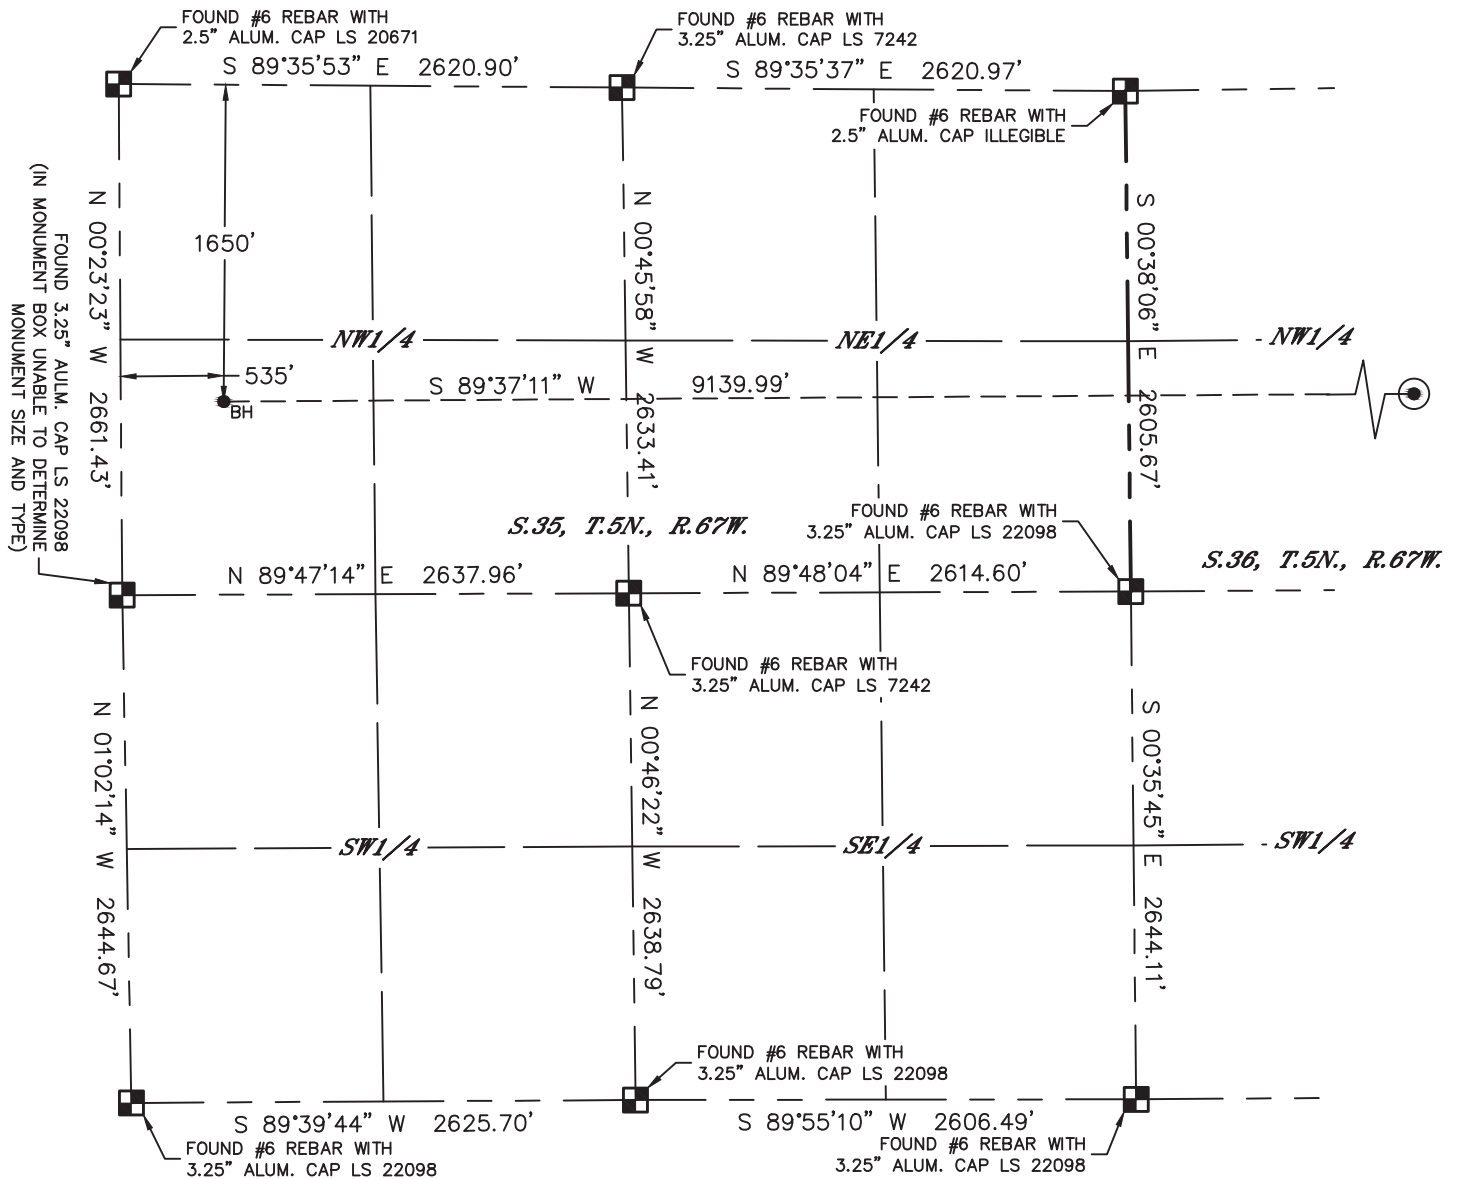 FOUND #6 REBAR WITH
2.5" ALUM. CAP LS 20671
FOUND #6 REBAR WITH
3.25" ALUM. CAP LS 7242
S 89°35'53" E 2620.90'
S 89°35'37" E 2620.97'
FOUND #6 REBAR WITH
2.5" ALUM. CAP ILLEGIBLE
N 00°23'23" W 2661.43'
N 00°45'58" W 2633.41'
S 00°38'06" E 2605.67'
1650'
FOUND 3.25" AULM. CAP LS 22098
(IN MONUMENT BOX UNABLE TO DETERMINE
MONUMENT SIZE AND TYPE)
NW1/4
NE1/4
NW1/4
535'
S 89°37'11" W 9139.99'
BH
S.35, T.5N., R.67W.
FOUND #6 REBAR WITH
3.25" ALUM. CAP LS 22098
S.36, T.5N., R.67W.
N 89°47'14" E 2637.96'
N 89°48'04" E 2614.60'
FOUND #6 REBAR WITH
3.25" ALUM. CAP LS 7242
N 01°02'14" W 2644.67'
N 00°46'22" W 2638.79'
S 00°35'45" E 2644.11'
SW1/4
SE1/4
SW1/4
FOUND #6 REBAR WITH
3.25" ALUM. CAP LS 22098
S 89°39'44" W 2625.70'
S 89°55'10" W 2606.49'
FOUND #6 REBAR WITH
3.25" ALUM. CAP LS 22098
FOUND #6 REBAR WITH
3.25" ALUM. CAP LS 22098